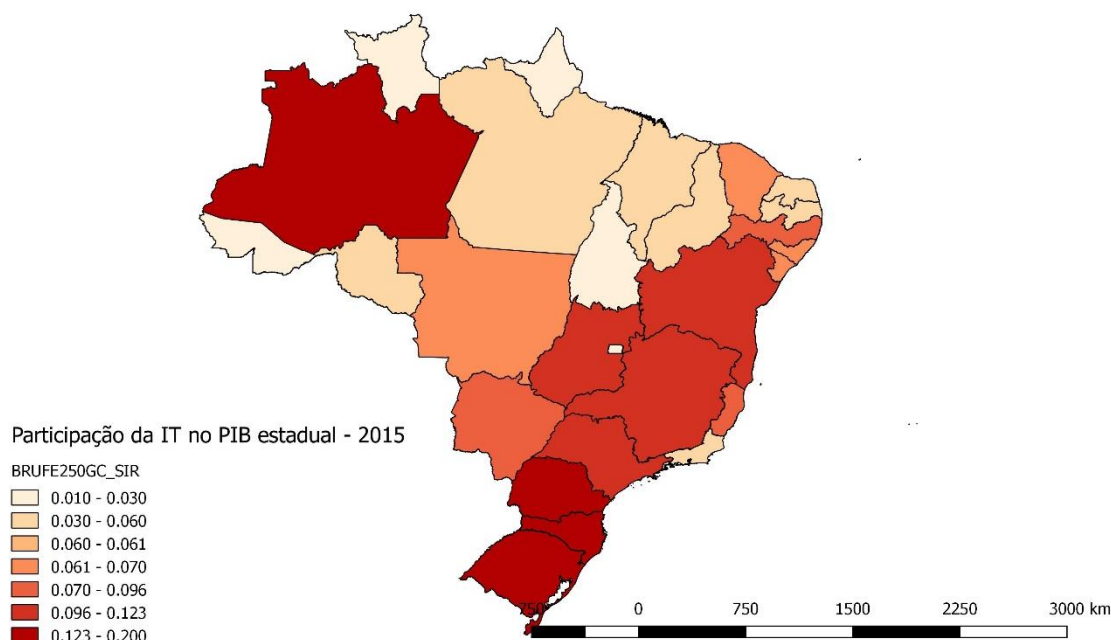 Participação da IT no PIB estadual - 2015
BRUFE250GC_SIR
0.010 - 0.030
0.030 - 0.060
0.060 - 0.061
0.061 - 0.070
0.070 - 0.096
0.096 - 0.123
0.123 - 0.200
750 0 750 1500 2250 3000 km